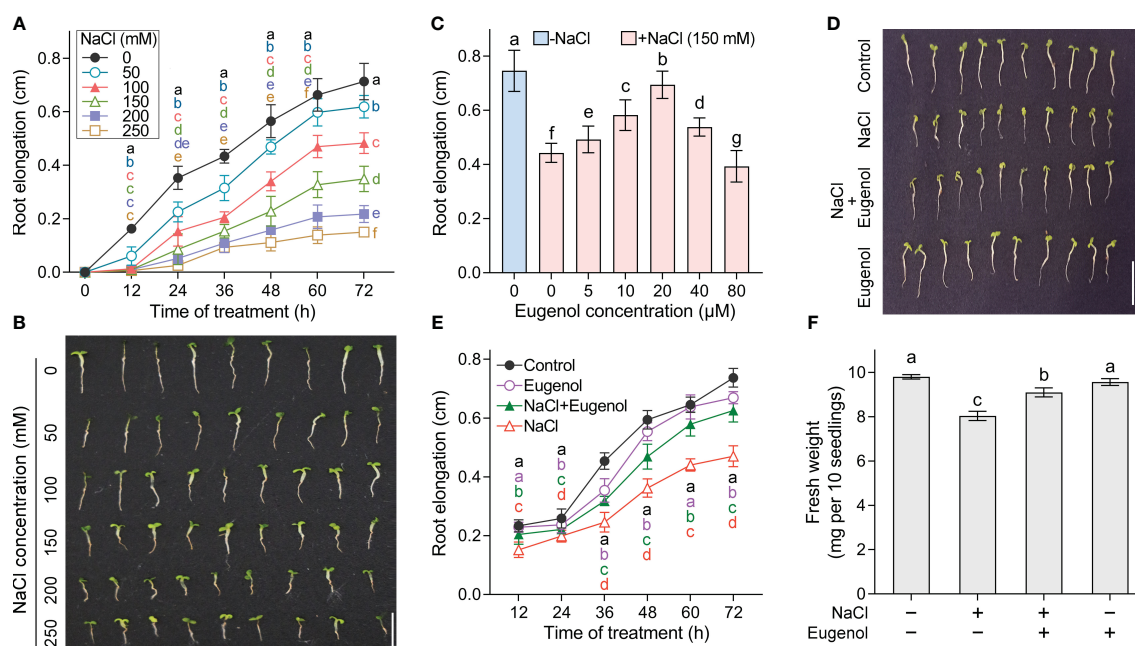 A
NaCl (mM)
0
50
100
150
200
250
Root elongation (cm)
0.8
0.6
0.4
0.2
0.0
a
b
c
c
c
c
a
b
c
d
de
e
a
b
c
d
e
e
a
b
c
d
e
e
a
b
c
d
e
f
a
b
c
d
e
f
0 12 24 36 48 60 72
Time of treatment (h)
B
NaCl concentration (mM)
0
50
100
150
200
250
C
-NaCl +NaCl (150 mM)
Root elongation (cm)
0.8
0.6
0.4
0.2
0.0
a f e c b d g
0 0 5 10 20 40 80
Eugenol concentration (μM)
D
Control
NaCl
NaCl
+
Eugenol
Eugenol
E
Control
Eugenol
NaCl+Eugenol
NaCl
Root elongation (cm)
0.8
0.6
0.4
0.2
0.0
a
a
b
c
a
b
c
d
a
b
c
d
a
b
c
d
a
a
b
c
a
b
c
d
12 24 36 48 60 72
Time of treatment (h)
F
Fresh weight
(mg per 10 seedlings)
10
8
6
4
2
0
a c b a
NaCl − + + −
Eugenol − − + +